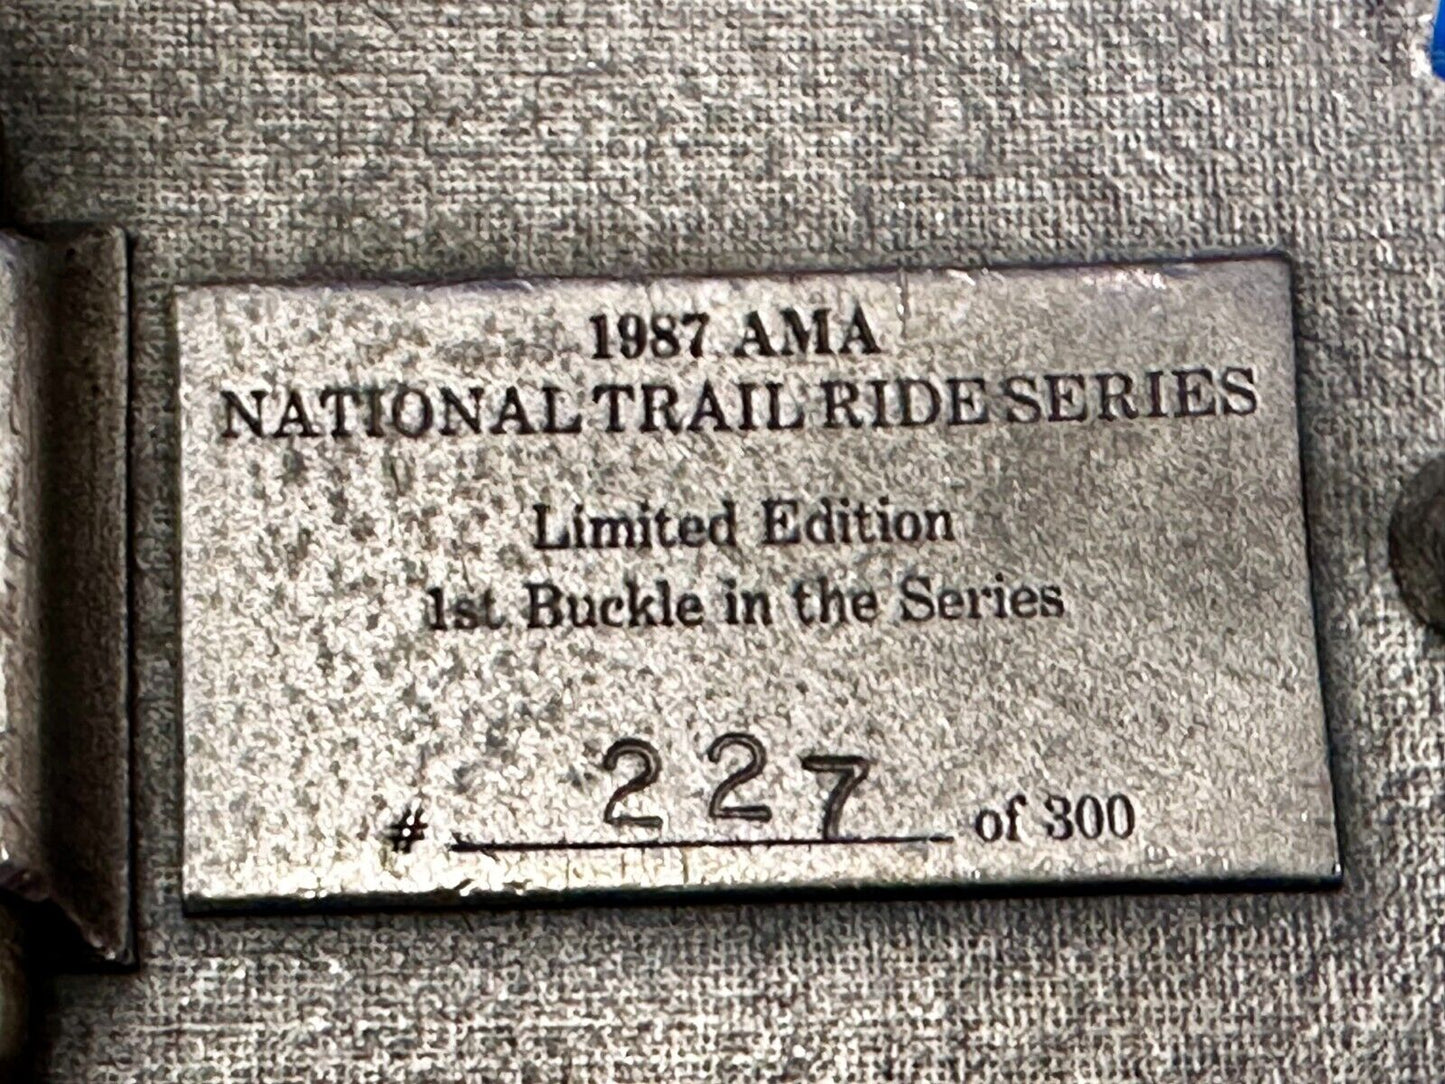 1987 AMA
NATIONAL TRAIL RIDE SERIES
Limited Edition
1st Buckle in the Series
# 227 of 300